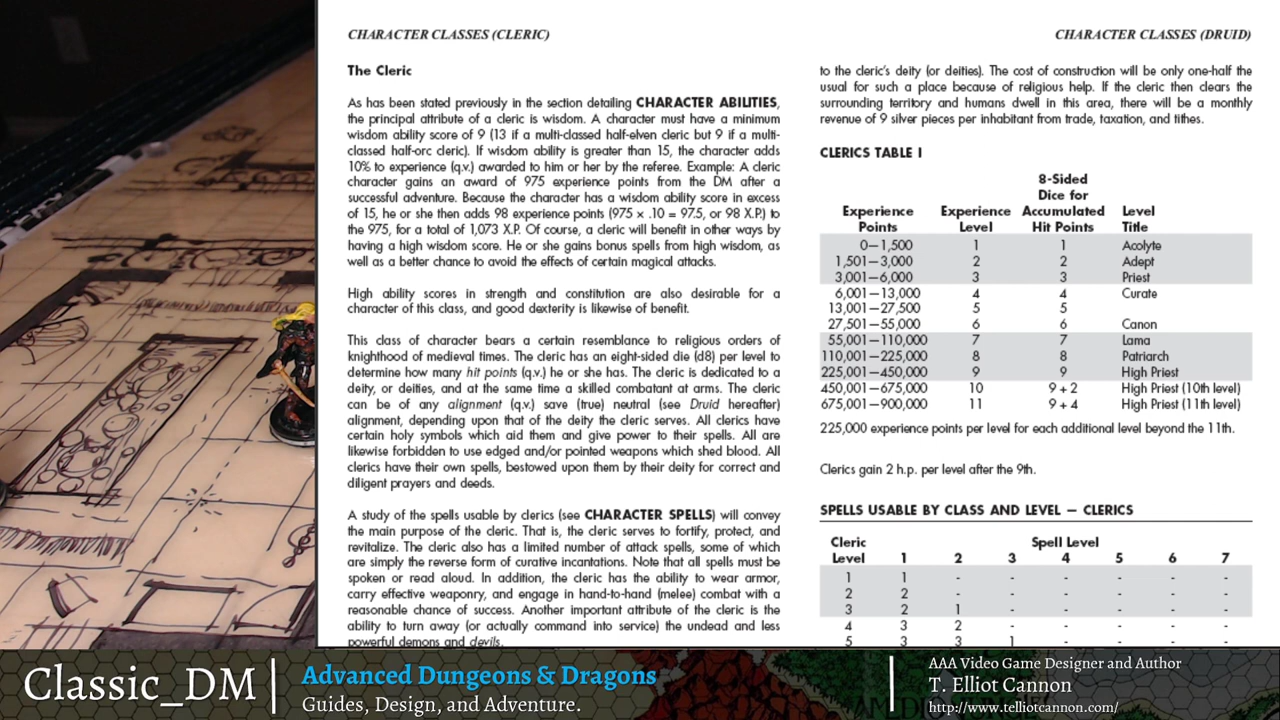 CHARACTER CLASSES (CLERIC)
The Cleric
As has been stated previously in the section detailing CHARACTER ABILITIES,
the principal attribute of a cleric is wisdom. A character must have a minimum
wisdom ability score of 9 (13 if a multi-classed half-elven cleric but 9 if a multi-
classed half-orc cleric). If wisdom ability is greater than 15, the character adds
10% to experience (q.v.) awarded to him or her by the referee. Example: A cleric
character gains an award of 975 experience points from the DM after a
successful adventure. Because the character has a wisdom ability score in excess
of 15, he or she then adds 98 experience points (975 × .10 = 97.5, or 98 X.P.) to
the 975, for a total of 1,073 X.P. Of course, a cleric will benefit in other ways by
having a high wisdom score. He or she gains bonus spells from high wisdom, as
well as a better chance to avoid the effects of certain magical attacks.
High ability scores in strength and constitution are also desirable for a
character of this class, and good dexterity is likewise of benefit.
This class of character bears a certain resemblance to religious orders of
knighthood of medieval times. The cleric has an eight-sided die (d8) per level to
determine how many hit points (q.v.) he or she has. The cleric is dedicated to a
deity, or deities, and at the same time a skilled combatant at arms. The cleric
can be of any alignment (q.v.) save (true) neutral (see Druid hereafter)
alignment, depending upon that of the deity the cleric serves. All clerics have
certain holy symbols which aid them and give power to their spells. All are
likewise forbidden to use edged and/or pointed weapons which shed blood. All
clerics have their own spells, bestowed upon them by their deity for correct and
diligent prayers and deeds.
A study of the spells usable by clerics (see CHARACTER SPELLS) will convey
the main purpose of the cleric. That is, the cleric serves to fortify, protect, and
revitalize. The cleric also has a limited number of attack spells, some of which
are simply the reverse form of curative incantations. Note that all spells must be
spoken or read aloud. In addition, the cleric has the ability to wear armor,
carry effective weaponry, and engage in hand-to-hand (melee) combat with a
reasonable chance of success. Another important attribute of the cleric is the
ability to turn away (or actually command into service) the undead and less
powerful demons and devils.
CHARACTER CLASSES (DRUID)
to the cleric's deity (or deities). The cost of construction will be only one-half the
usual for such a place because of religious help. If the cleric then clears the
surrounding territory and humans dwell in this area, there will be a monthly
revenue of 9 silver pieces per inhabitant from trade, taxation, and tithes.
CLERICS TABLE I
8-Sided
Dice for
Experience Experience Accumulated Level
Points Level Hit Points Title
0—1,500 1 1 Acolyte
1,501—3,000 2 2 Adept
3,001—6,000 3 3 Priest
6,001—13,000 4 4 Curate
13,001—27,500 5 5
27,501—55,000 6 6 Canon
55,001—110,000 7 7 Lama
110,001—225,000 8 8 Patriarch
225,001—450,000 9 9 High Priest
450,001—675,000 10 9 + 2 High Priest (10th level)
675,001—900,000 11 9 + 4 High Priest (11th level)
225,000 experience points per level for each additional level beyond the 11th.
Clerics gain 2 h.p. per level after the 9th.
SPELLS USABLE BY CLASS AND LEVEL — CLERICS
Cleric Spell Level
Level 1 2 3 4 5 6 7
1 1 - - - - - -
2 2 - - - - - -
3 2 1 - - - - -
4 3 2 - - - - -
5 3 3 1 - - - -
Classic_DM
Advanced Dungeons & Dragons
Guides, Design, and Adventure.
AAA Video Game Designer and Author
T. Elliot Cannon
http://www.telliotcannon.com/